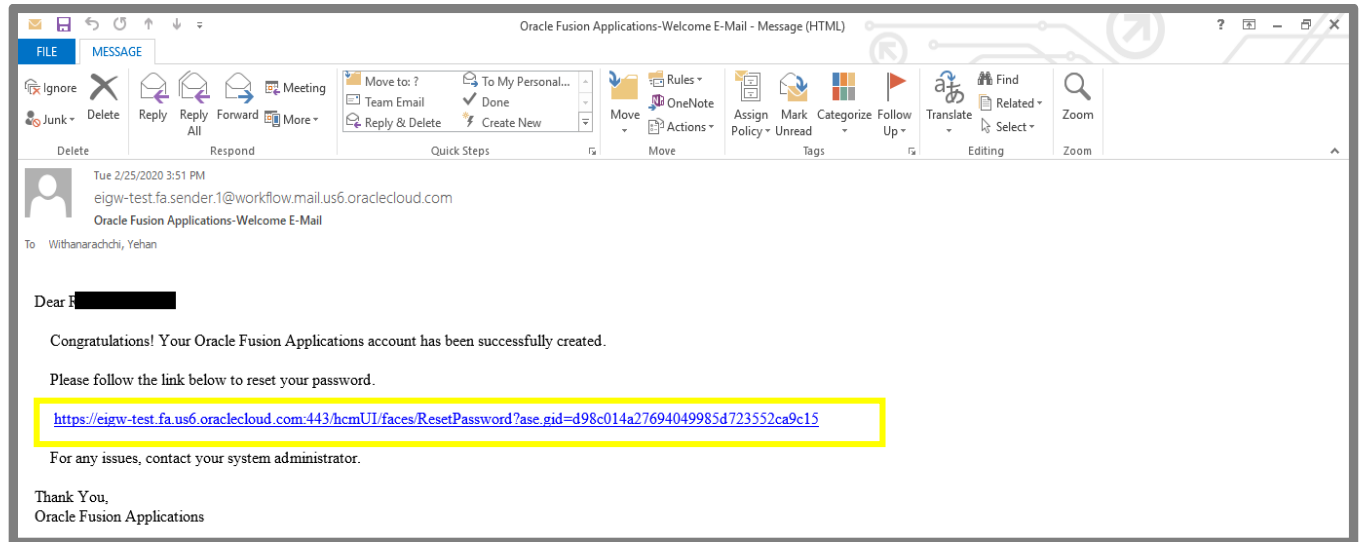 Oracle Fusion Applications-Welcome E-Mail - Message (HTML)
FILE MESSAGE
Ignore
Junk
Delete
Reply
Reply All
Forward
Meeting
More
Move to: ?
Team Email
Reply & Delete
To My Personal...
Done
Create New
Move
Rules
OneNote
Actions
Assign Policy
Mark Unread
Categorize
Follow Up
Translate
Find
Related
Select
Zoom
Delete Respond Quick Steps Move Tags Editing Zoom
Tue 2/25/2020 3:51 PM
eigw-test.fa.sender.1@workflow.mail.us6.oraclecloud.com
Oracle Fusion Applications-Welcome E-Mail
To Withanarachchi, Yehan
Dear
Congratulations! Your Oracle Fusion Applications account has been successfully created.
Please follow the link below to reset your password.
https://eigw-test.fa.us6.oraclecloud.com:443/hcmUI/faces/ResetPassword?ase.gid=d98c014a27694049985d723552ca9c15
For any issues, contact your system administrator.
Thank You,
Oracle Fusion Applications